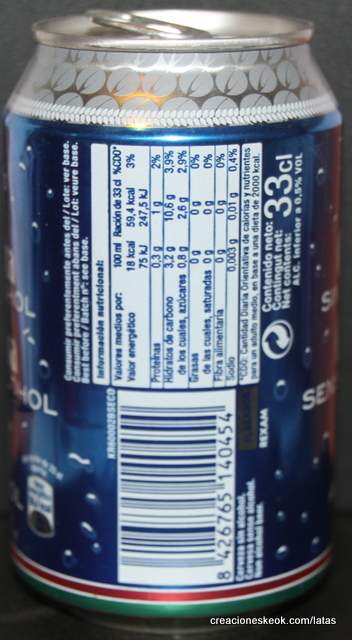 Consumir preferentemente antes del / Lote: ver base.
Consumir preferentment abans del / Lot: veure base.
Best before / Batch nº: see base.
Información nutricional:
Valores medios por: 100 ml Ración de 33 cl %CDO*
Valor energético 18 kcal 59,4 kcal 3%
75 kJ 247,5 kJ
Proteínas 0,3 g 1 g 2%
Hidratos de carbono 3,2 g 10,6 g 3,9%
de los cuales, azúcares 0,8 g 2,6 g 2,9%
Grasas 0 g 0 g 0%
de las cuales, saturadas 0 g 0 g 0%
Fibra alimentaria 0 g 0 g 0%
Sodio 0,003 g 0,01 g 0,4%
*CDO: Cantidad Diaria Orientativa de calorías y nutrientes
para un adulto medio, en base a una dieta de 2000 kcal.
Contenido neto:
Contingut net:
Net contents:
33cl
ALC. Inferior a 0,9% VOL
8 426765 140454
REXAM
OL
HOL
SEN
creacioneskeok.com/latas